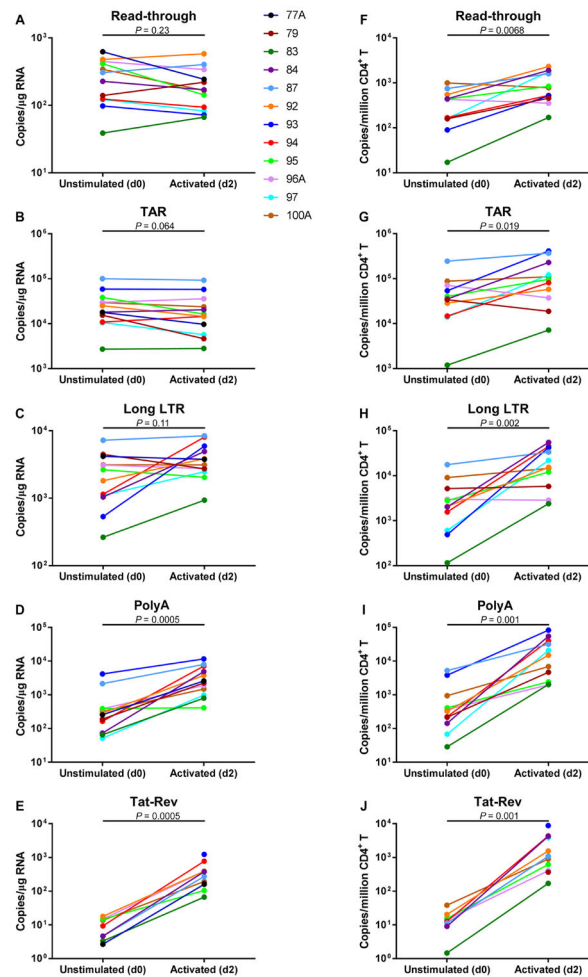 A
Read-through
P = 0.23
Copies/µg RNA
10³
10²
10¹
Unstimulated (d0)
Activated (d2)
77A
79
83
84
87
92
93
94
95
96A
97
100A
F
Read-through
P = 0.0068
Copies/million CD4⁺ T
10⁴
10³
10²
10¹
Unstimulated (d0)
Activated (d2)
B
TAR
P = 0.064
Copies/µg RNA
10⁶
10⁵
10⁴
10³
Unstimulated (d0)
Activated (d2)
G
TAR
P = 0.019
Copies/million CD4⁺ T
10⁶
10⁵
10⁴
10³
Unstimulated (d0)
Activated (d2)
C
Long LTR
P = 0.11
Copies/µg RNA
10⁴
10³
10²
Unstimulated (d0)
Activated (d2)
H
Long LTR
P = 0.002
Copies/million CD4⁺ T
10⁵
10⁴
10³
10²
Unstimulated (d0)
Activated (d2)
D
PolyA
P = 0.0005
Copies/µg RNA
10⁵
10⁴
10³
10²
10¹
Unstimulated (d0)
Activated (d2)
I
PolyA
P = 0.001
Copies/million CD4⁺ T
10⁵
10⁴
10³
10²
10¹
Unstimulated (d0)
Activated (d2)
E
Tat-Rev
P = 0.0005
Copies/µg RNA
10⁴
10³
10²
10¹
10⁰
Unstimulated (d0)
Activated (d2)
J
Tat-Rev
P = 0.001
Copies/million CD4⁺ T
10⁴
10³
10²
10¹
10⁰
Unstimulated (d0)
Activated (d2)